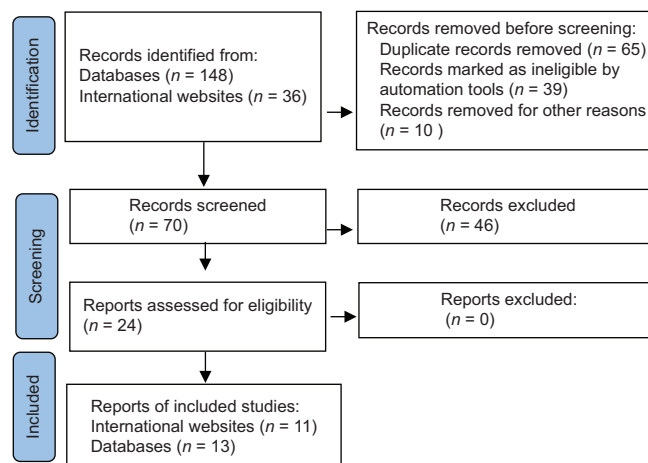 Identification
Records identified from:
Databases (n = 148)
International websites (n = 36)
Records removed before screening:
Duplicate records removed (n = 65)
Records marked as ineligible by
automation tools (n = 39)
Records removed for other reasons
(n = 10 )
Screening
Records screened
(n = 70)
Records excluded
(n = 46)
Reports assessed for eligibility
(n = 24)
Reports excluded:
(n = 0)
Included
Reports of included studies:
International websites (n = 11)
Databases (n = 13)